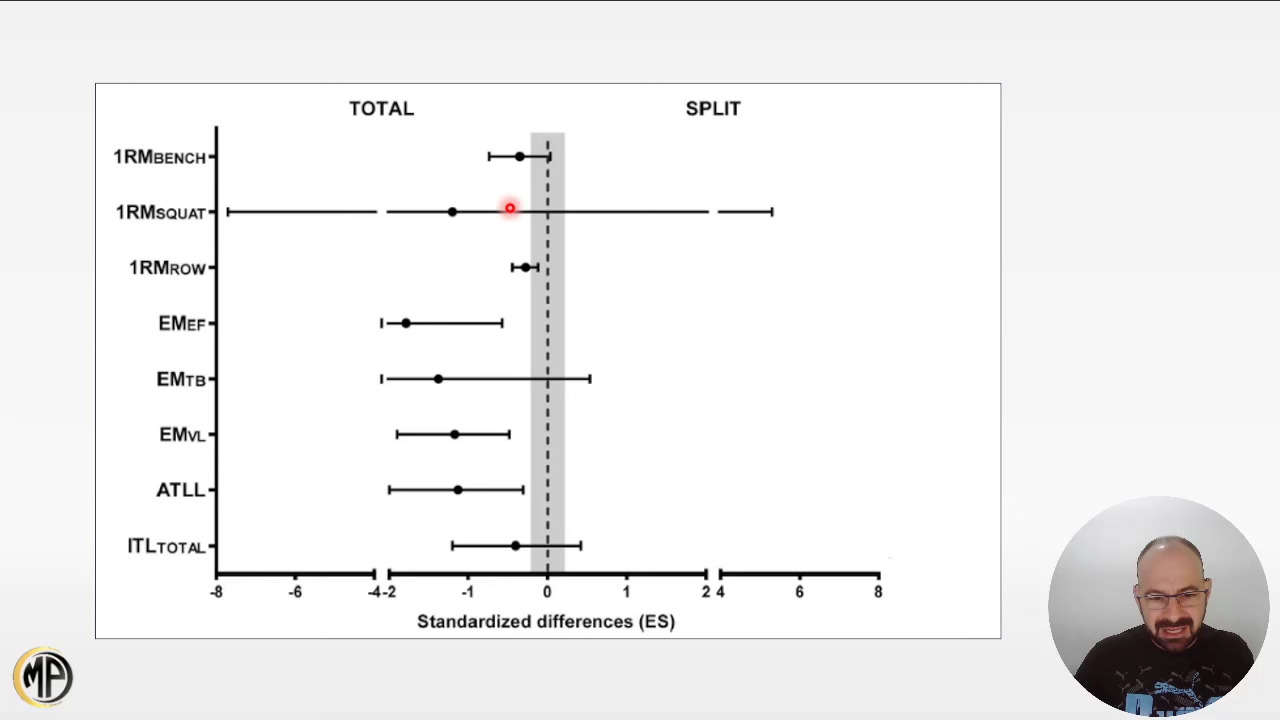 TOTAL SPLIT
1RMBENCH
1RMSQUAT
1RMROW
EMEF
EMTB
EMVL
ATLL
ITLTOTAL
-8 -6 -4 -2 -1 0 1 2 4 6 8
Standardized differences (ES)
MP